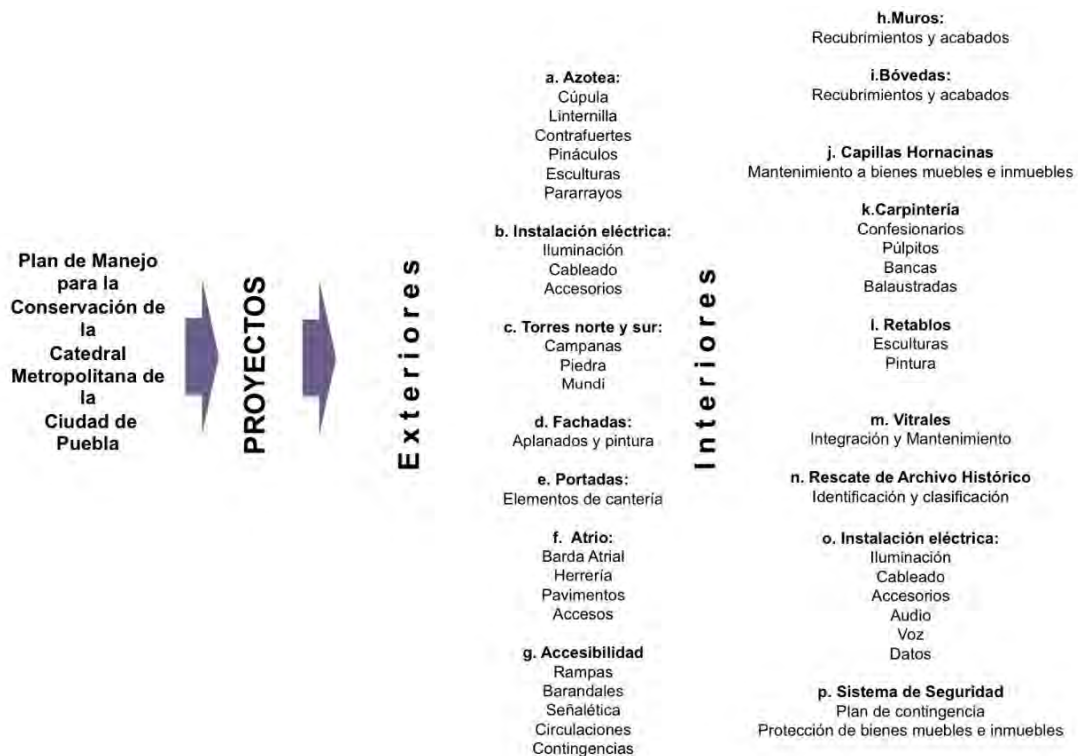 Plan de Manejo
para la
Conservación de
la
Catedral
Metropolitana de
la
Ciudad de
Puebla
PROYECTOS
Exteriores
a. Azotea:
Cúpula
Linternilla
Contrafuertes
Pináculos
Esculturas
Pararrayos
b. Instalación eléctrica:
Iluminación
Cableado
Accesorios
c. Torres norte y sur:
Campanas
Piedra
Mundi
d. Fachadas:
Aplanados y pintura
e. Portadas:
Elementos de cantería
f. Atrio:
Barda Atrial
Herrería
Pavimentos
Accesos
g. Accesibilidad
Rampas
Barandales
Señalética
Circulaciones
Contingencias
Interiores
h.Muros:
Recubrimientos y acabados
i.Bóvedas:
Recubrimientos y acabados
j. Capillas Hornacinas
Mantenimiento a bienes muebles e inmuebles
k.Carpintería
Confesionarios
Púlpitos
Bancas
Balaustradas
l. Retablos
Esculturas
Pintura
m. Vitrales
Integración y Mantenimiento
n. Rescate de Archivo Histórico
Identificación y clasificación
o. Instalación eléctrica:
Iluminación
Cableado
Accesorios
Audio
Voz
Datos
p. Sistema de Seguridad
Plan de contingencia
Protección de bienes muebles e inmuebles